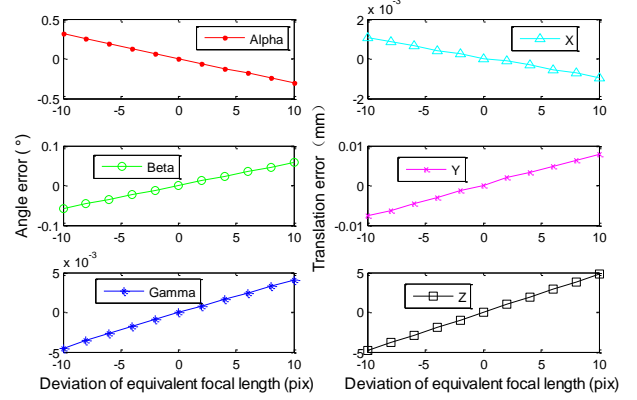 x 10⁻³
0.5
0
-0.5
Alpha
-10 -5 0 5 10
2
0
2
X
-10 -5 0 5 10
Angle error ( °)
0.1
0
-0.1
Beta
-10 -5 0 5 10
Translation error (mm)
0.01
0
-0.01
Y
-10 -5 0 5 10
x 10⁻³
5
0
5
Gamma
-10 -5 0 5 10
Deviation of equivalent focal length (pix)
5
0
5
Z
-10 -5 0 5 10
Deviation of equivalent focal length (pix)